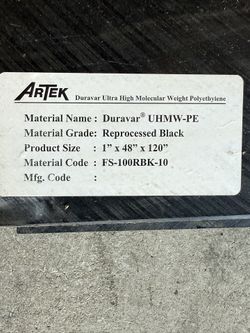 ARTEK Duravar Ultra High Molecular Weight Polyethylene
Material Name : Duravar® UHMW-PE
Material Grade: Reprocessed Black
Product Size : 1” x 48” x 120”
Material Code : FS-100RBK-10
Mfg. Code :